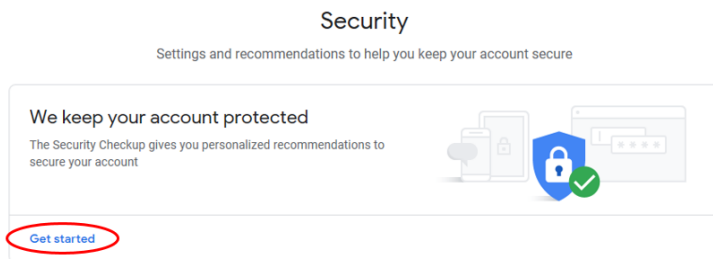 Security
Settings and recommendations to help you keep your account secure
We keep your account protected
The Security Checkup gives you personalized recommendations to
secure your account
Get started